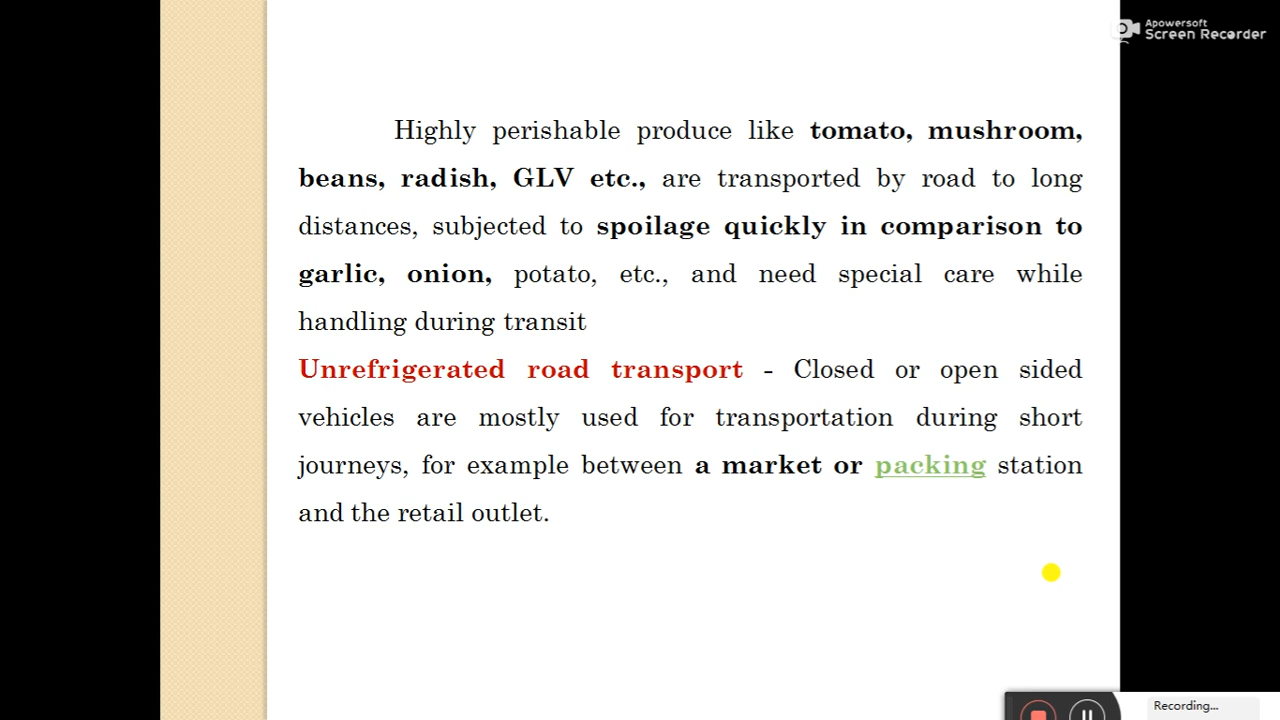 Apowersoft
Screen Recorder
Highly perishable produce like tomato, mushroom,
beans, radish, GLV etc., are transported by road to long
distances, subjected to spoilage quickly in comparison to
garlic, onion, potato, etc., and need special care while
handling during transit
Unrefrigerated road transport - Closed or open sided
vehicles are mostly used for transportation during short
journeys, for example between a market or packing station
and the retail outlet.
Recording...